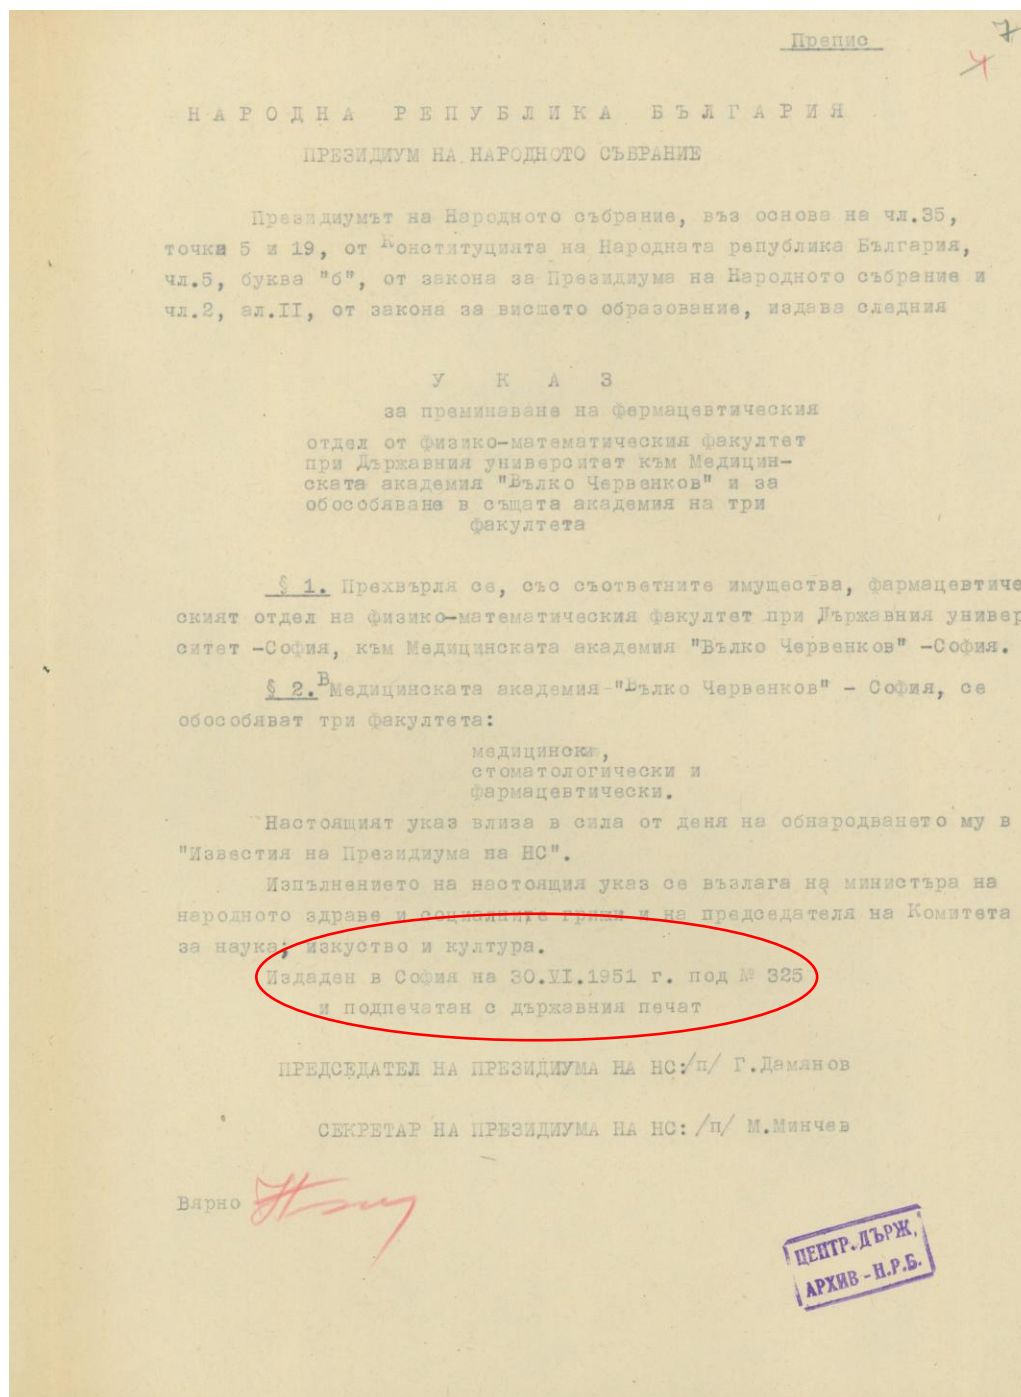 Препис
7
4
НАРОДНА РЕПУБЛИКА БЪЛГАРИЯ
ПРЕЗИДИУМ НА НАРОДНОТО СЪБРАНИЕ
Президиумът на Народното събрание, въз основа на чл.35,
точки 5 и 19, от Конституцията на Народната република България,
чл.5, буква "б", от закона за Президиума на Народното събрание и
чл.2, ал.II, от закона за висшето образование, издава следния
У К А З
за преминаване на фармацевтическия
отдел от физико-математическия факултет
при Държавния университет към Медицин-
ската академия "Вълко Червенков" и за
обособяване в същата академия на три
факултета
§ 1. Прехвърля се, със съответните имущества, фармацевтиче
ският отдел на физико-математическия факултет при Държавния универ
ситет -София, към Медицинската академия "Вълко Червенков" -София.
§ 2. В Медицинската академия-"Вълко Червенков" - София, се
обособяват три факултета:
медицински,
стоматологически и
фармацевтически.
Настоящият указ влиза в сила от деня на обнародването му в
"Известия на Президиума на НС".
Изпълнението на настоящия указ се възлага на министъра на
народното здраве и социалните грижи и на председателя на Комитета
за наука, изкуство и култура.
Издаден в София на 30.VI.1951 г. под № 325
и подпечатан с държавния печат
ПРЕДСЕДАТЕЛ НА ПРЕЗИДИУМА НА НС:/п/ Г.Дамянов
СЕКРЕТАР НА ПРЕЗИДИУМА НА НС: /п/ М.Минчев
Вярно
ЦЕНТР. ДЪРЖ.
АРХИВ - Н.Р.Б.